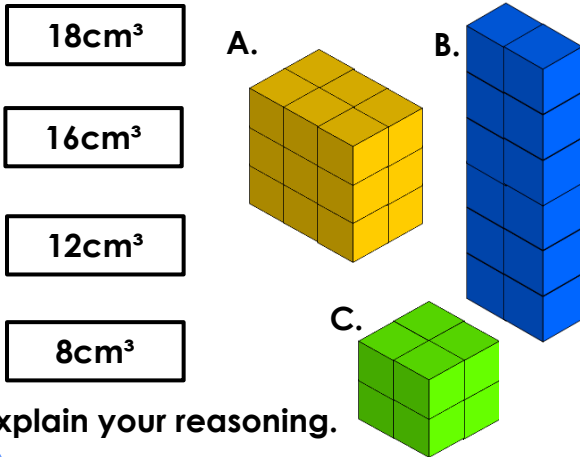 18cm³
A.
B.
16cm³
12cm³
C.
8cm³
xplain your reasoning.